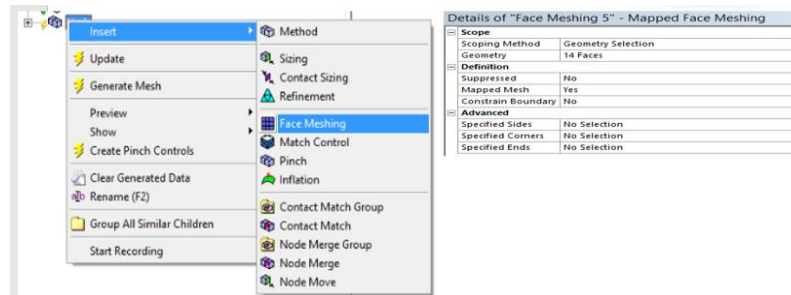 Insert
Update
Generate Mesh
Preview
Show
Create Pinch Controls
Clear Generated Data
Rename (F2)
Group All Similar Children
Start Recording
Method
Sizing
Contact Sizing
Refinement
Face Meshing
Match Control
Pinch
Inflation
Contact Match Group
Contact Match
Node Merge Group
Node Merge
Node Move
Details of "Face Meshing 5" - Mapped Face Meshing
Scope
Scoping Method Geometry Selection
Geometry 14 Faces
Definition
Suppressed No
Mapped Mesh Yes
Constrain Boundary No
Advanced
Specified Sides No Selection
Specified Corners No Selection
Specified Ends No Selection